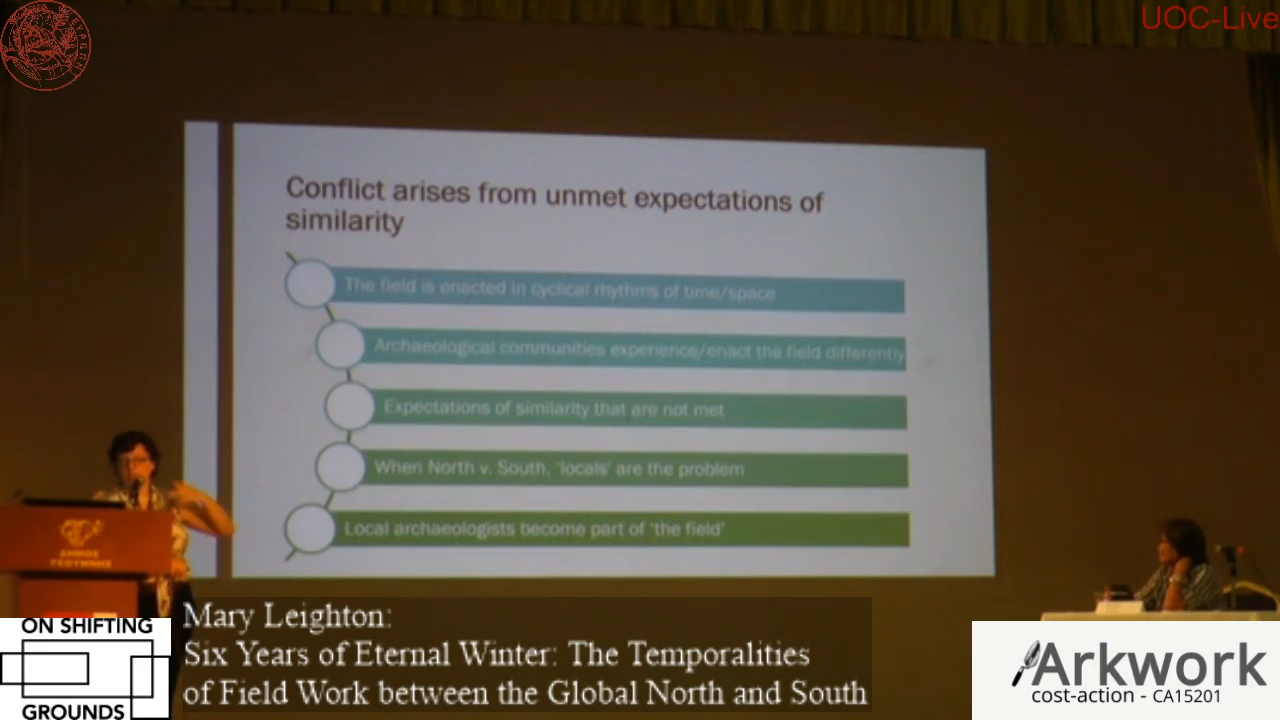 UOC-Live
Conflict arises from unmet expectations of
similarity
The field is enacted in cyclical rhythms of time/space
Archaeological communities experience/enact the field differently
Expectations of similarity that are not met
When North v. South, 'locals' are the problem
Local archaeologists become part of 'the field'
ΔΗΜΟΣ
ΡΕΘΥΜΝΗΣ
Mary Leighton:
Six Years of Eternal Winter: The Temporalities
of Field Work between the Global North and South
ON SHIFTING
GROUNDS
Arkwork
cost-action - CA15201